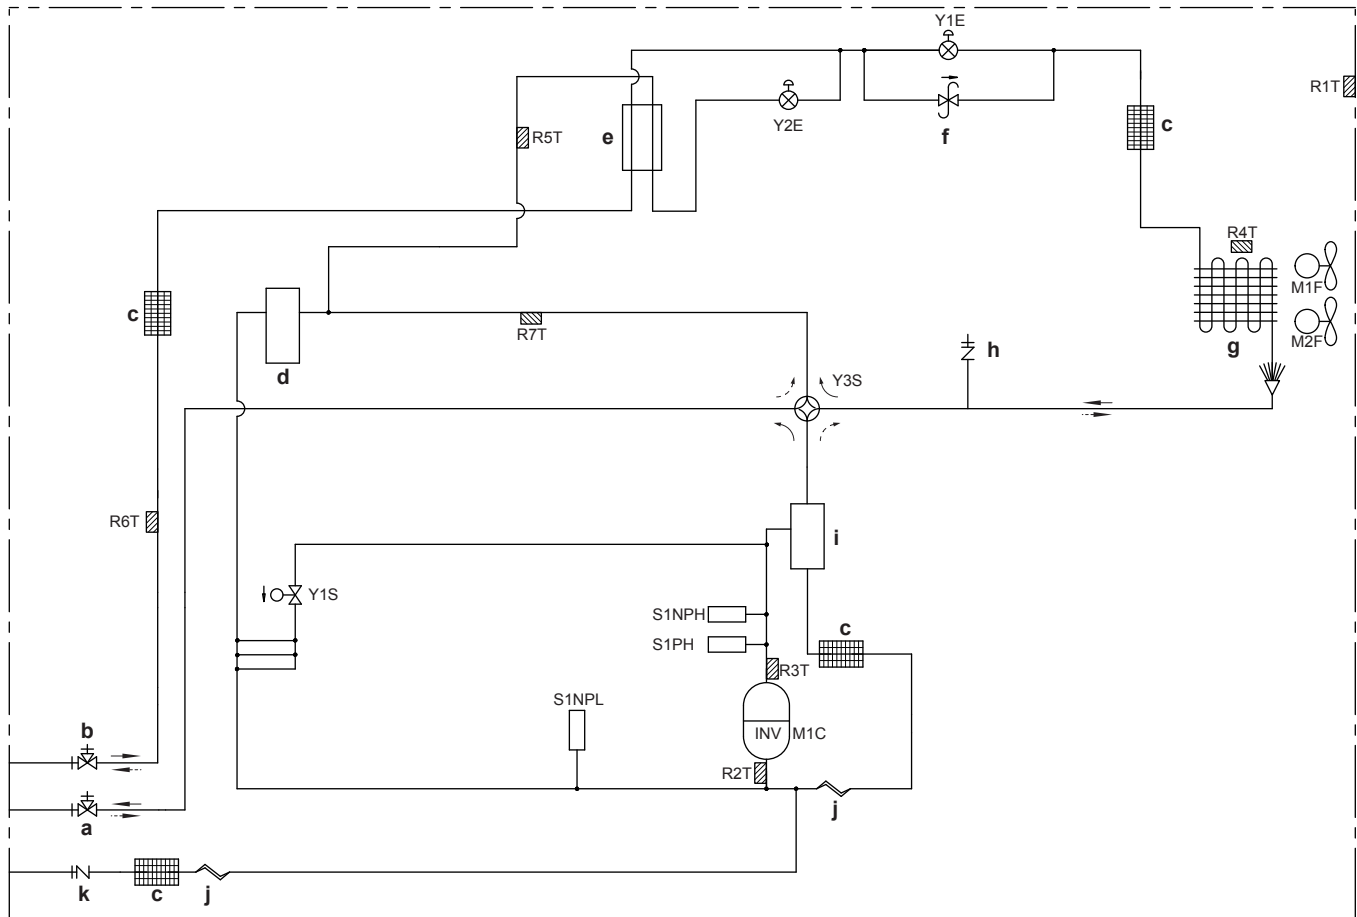 Y1E
R1T
Y2E
f
c
R5T
e
R4T
M1F
c
R7T
M2F
g
h
d
Y3S
R6T
i
Y1S
S1NPH
c
S1PH
R3T
S1NPL
b
INV
M1C
R2T
a
j
k
c
j